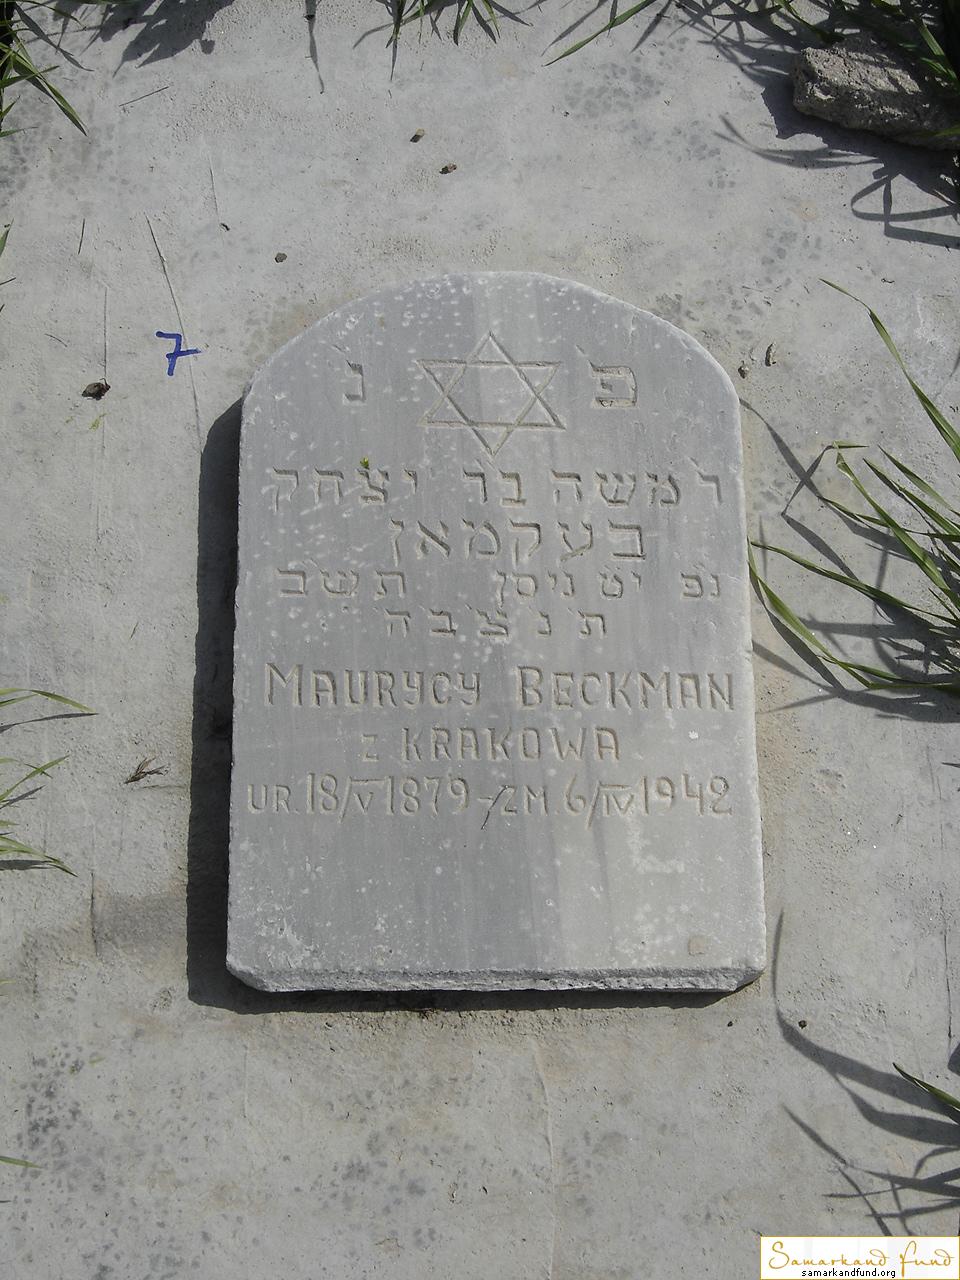 7
פ נ
ר' משה בר יצחק
בעקמאן
נפ יט ניסן תשב
ת נ צ ב ה
MAURYCY BECKMAN
Z KRAKOWA
UR. 18/V 1879 - ZM. 6/IV 1942
Samarkand fund
samarkandfund.org